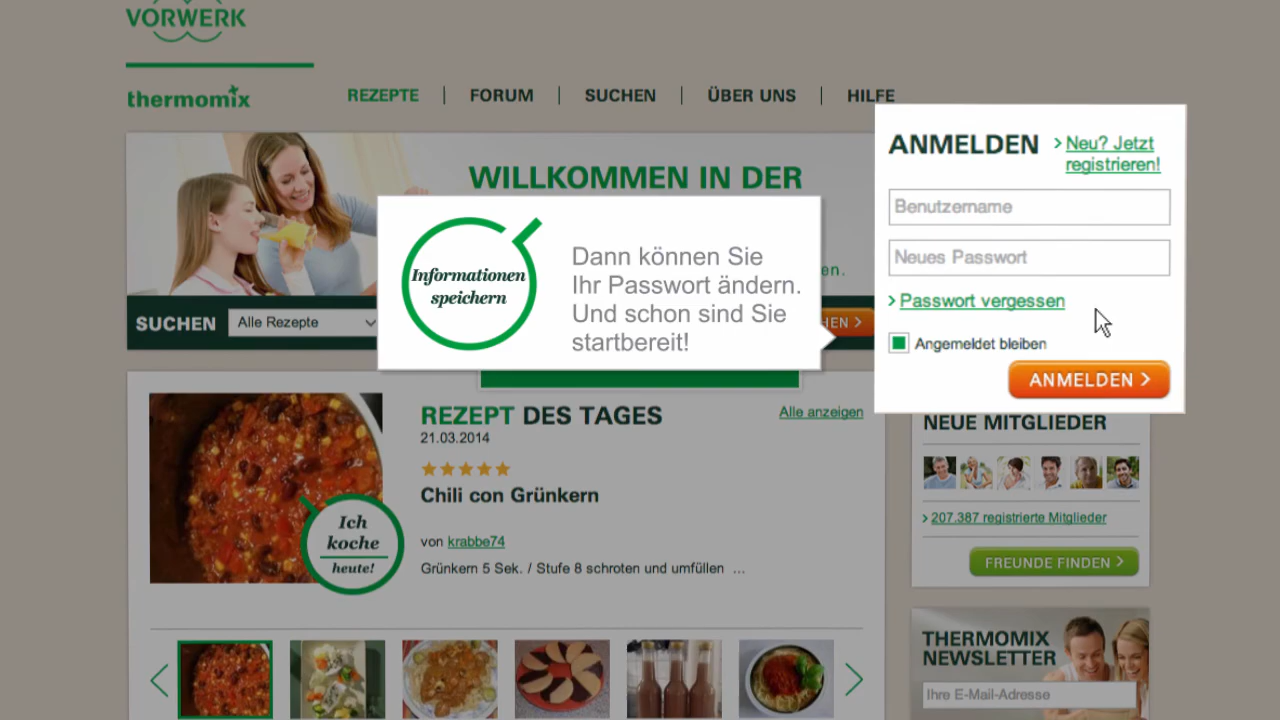 VORWERK
thermomix
REZEPTE
FORUM
SUCHEN
ÜBER UNS
HILFE
WILLKOMMEN IN DER
ANMELDEN
> Neu? Jetzt
registrieren!
Benutzername
Neues Passwort
> Passwort vergessen
Angemeldet bleiben
ANMELDEN >
Informationen
speichern
Dann können Sie
Ihr Passwort ändern.
Und schon sind Sie
startbereit!
en.
SUCHEN
Alle Rezepte
HEN >
REZEPT DES TAGES
Alle anzeigen
21.03.2014
Chili con Grünkern
von krabbe74
Grünkern 5 Sek. / Stufe 8 schroten und umfüllen ...
Ich
koche
heute!
NEUE MITGLIEDER
> 207.387 registrierte Mitglieder
FREUNDE FINDEN >
THERMOMIX
NEWSLETTER
Ihre E-Mail-Adresse